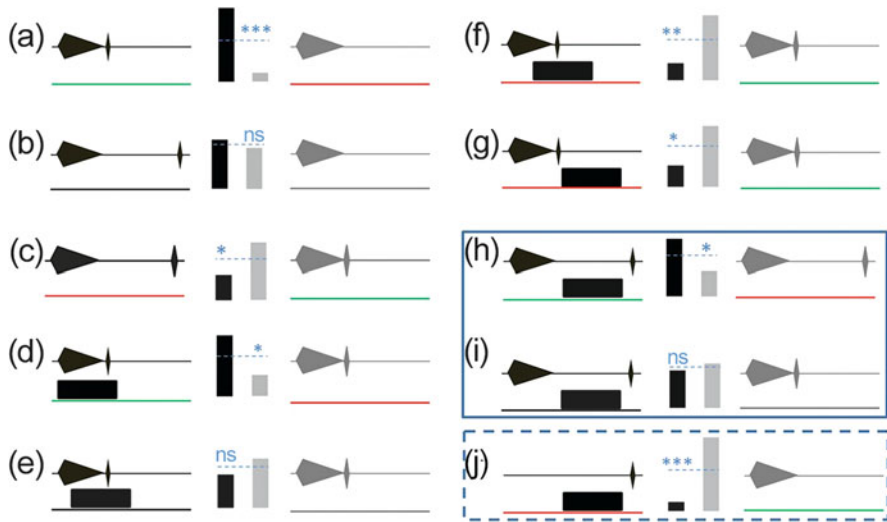 (a)
***
(b)
ns
(c)
*
(d)
*
(e)
ns
(f)
**
(g)
*
(h)
*
(i)
ns
(j)
***